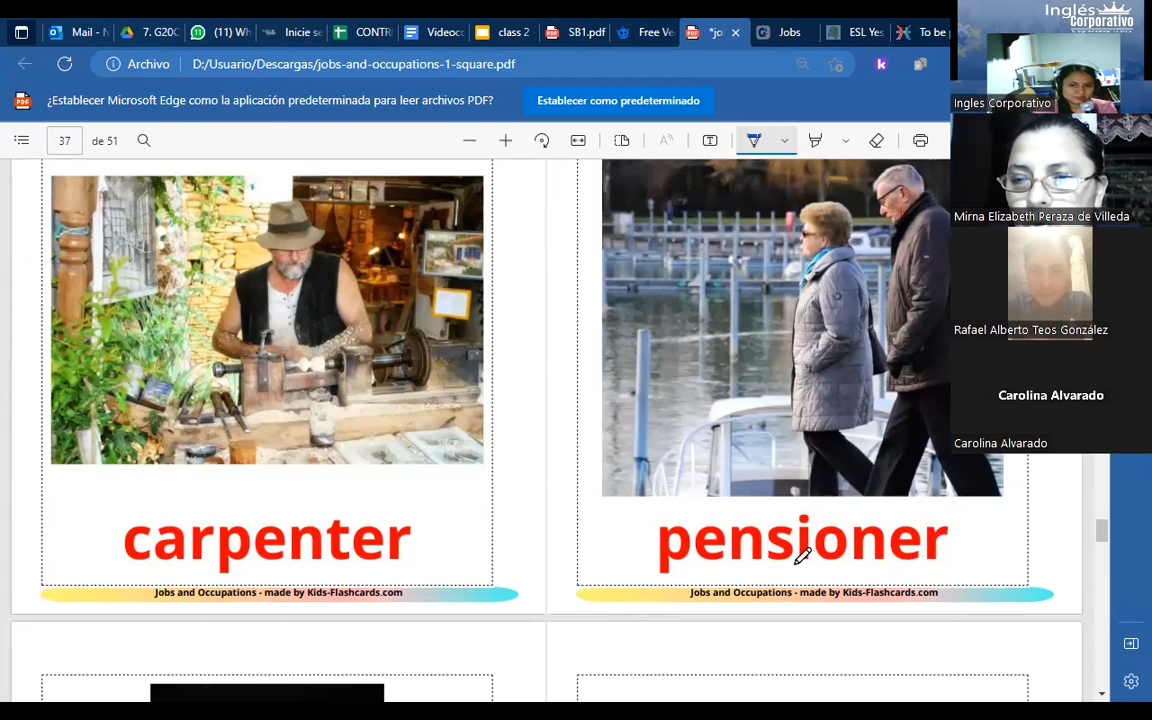 Mail -
7. G20C
(11) Wh
Inicie se
CONTRO
Videoco
class 2
SB1.pdf
Free Ve
*jo
Jobs
ESL Yes
To be p
Archivo
D:/Usuario/Descargas/jobs-and-occupations-1-square.pdf
¿Establecer Microsoft Edge como la aplicación predeterminada para leer archivos PDF?
Establecer como predeterminado
37 de 51
carpenter
pensioner
Jobs and Occupations - made by Kids-Flashcards.com
Jobs and Occupations - made by Kids-Flashcards.com
Inglés
Corporativo
Ingles Corporativo
Mirna Elizabeth Peraza de Villeda
Rafael Alberto Teos González
Carolina Alvarado
Carolina Alvarado